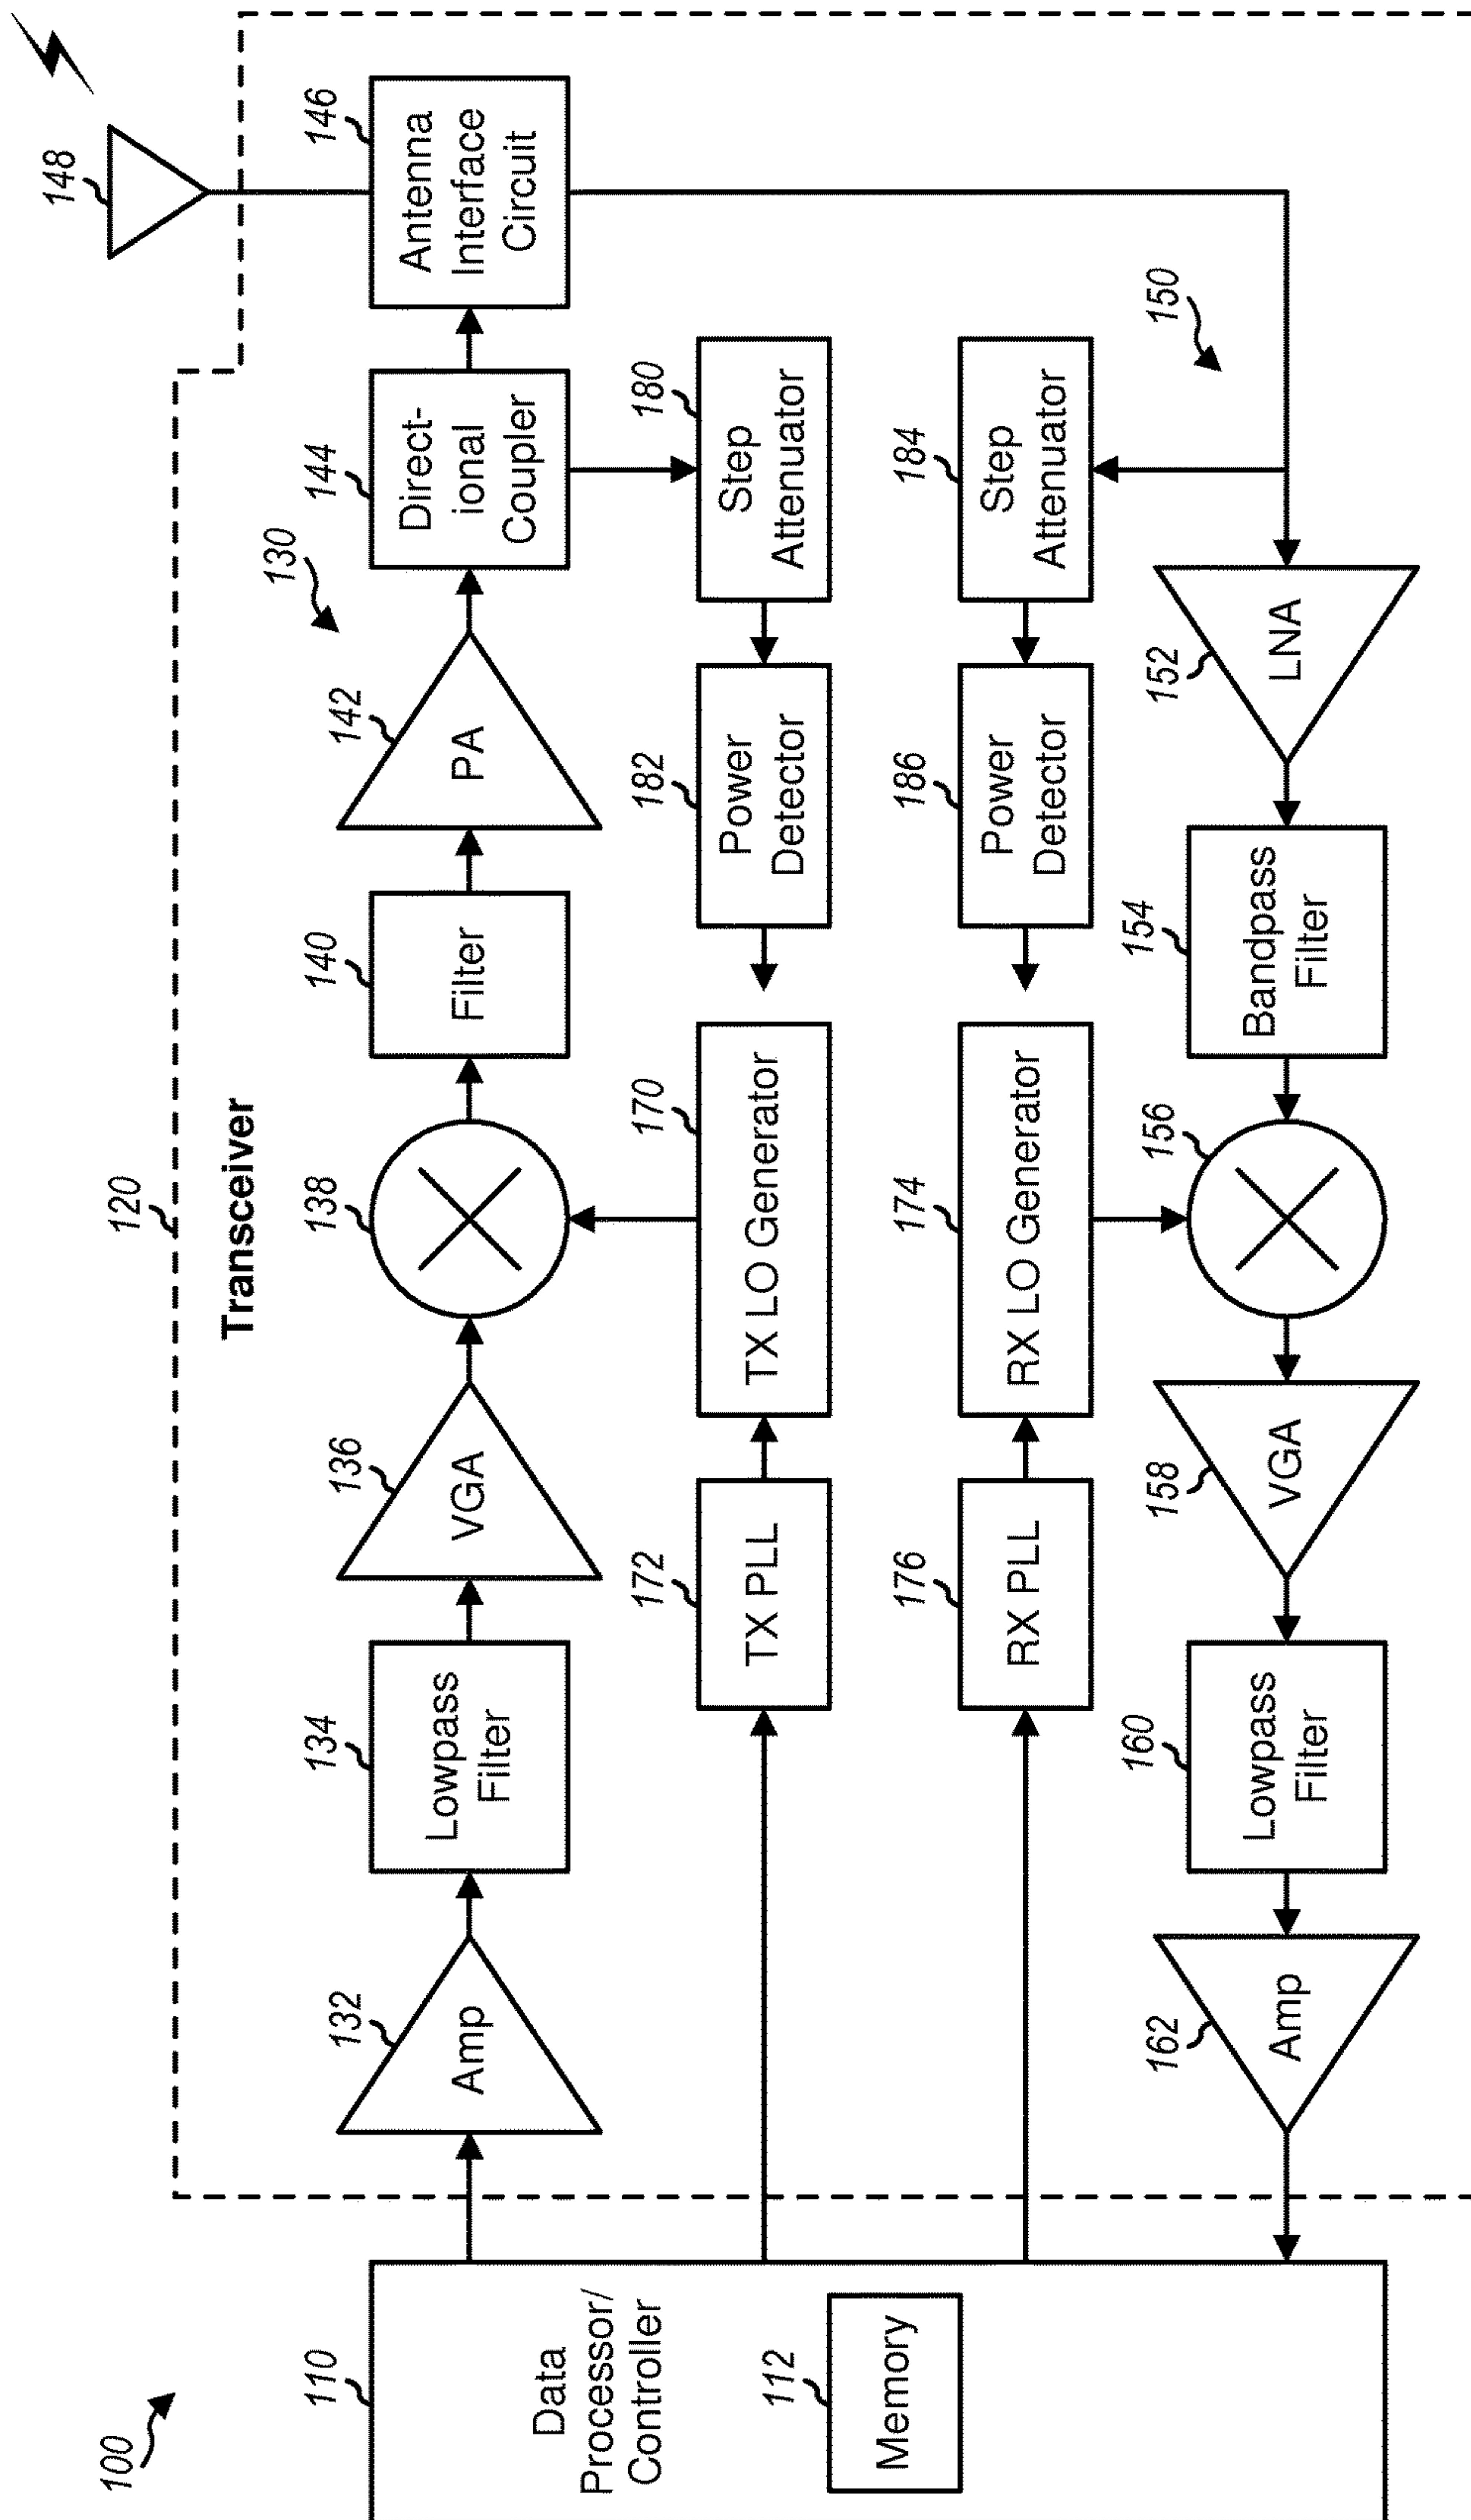 100
120
Transceiver
148
110
Data
Processor/
Controller
112
Memory
130
132
Amp
134
Lowpass
Filter
136
VGA
138
140
Filter
142
PA
144
Direct-
ional
Coupler
146
Antenna
Interface
Circuit
172
TX PLL
170
TX LO Generator
182
Power
Detector
180
Step
Attenuator
176
RX PLL
174
RX LO Generator
186
Power
Detector
184
Step
Attenuator
150
162
Amp
160
Lowpass
Filter
158
VGA
156
154
Bandpass
Filter
152
LNA